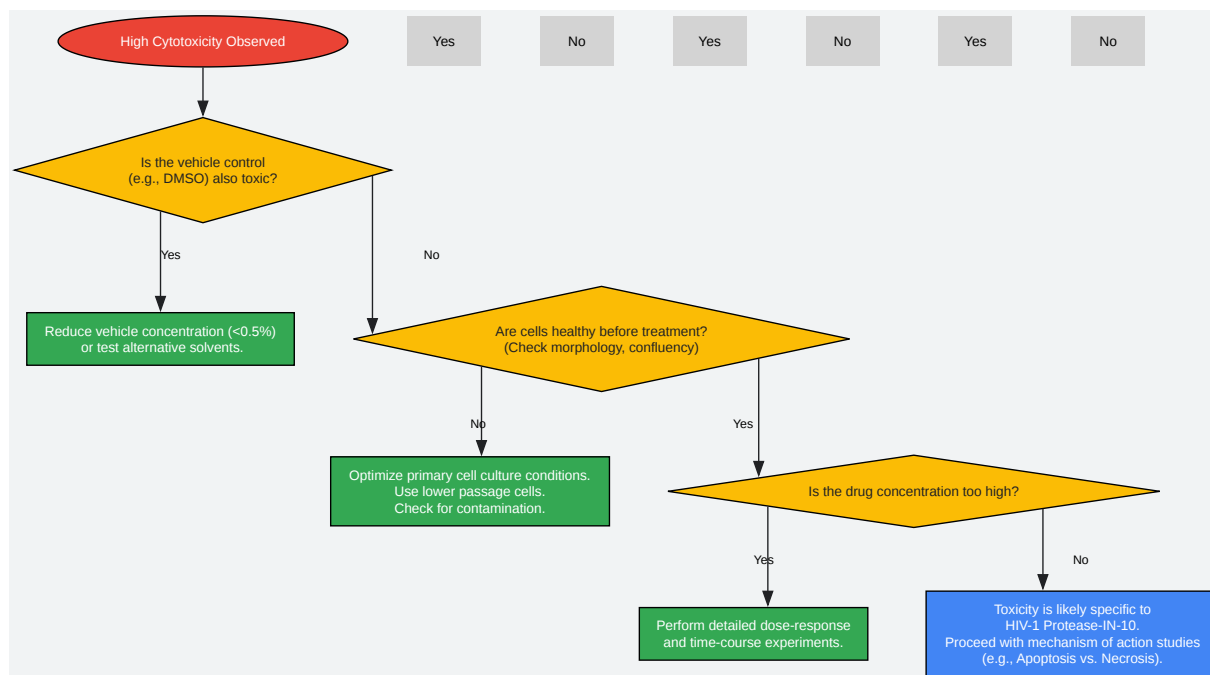 High Cytotoxicity Observed
Yes
No
Yes
No
Yes
No
Is the vehicle control
(e.g., DMSO) also toxic?
Yes
No
Reduce vehicle concentration (<0.5%)
or test alternative solvents.
Are cells healthy before treatment?
(Check morphology, confluency)
No
Yes
Optimize primary cell culture conditions.
Use lower passage cells.
Check for contamination.
Is the drug concentration too high?
Yes
No
Perform detailed dose-response
and time-course experiments.
Toxicity is likely specific to
HIV-1 Protease-IN-10.
Proceed with mechanism of action studies
(e.g., Apoptosis vs. Necrosis).